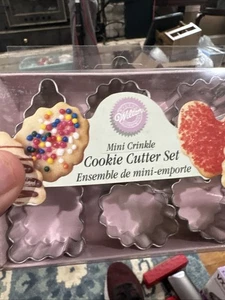 Wilton
Mini Crinkle
Cookie Cutter Set
Ensemble de mini-emporte